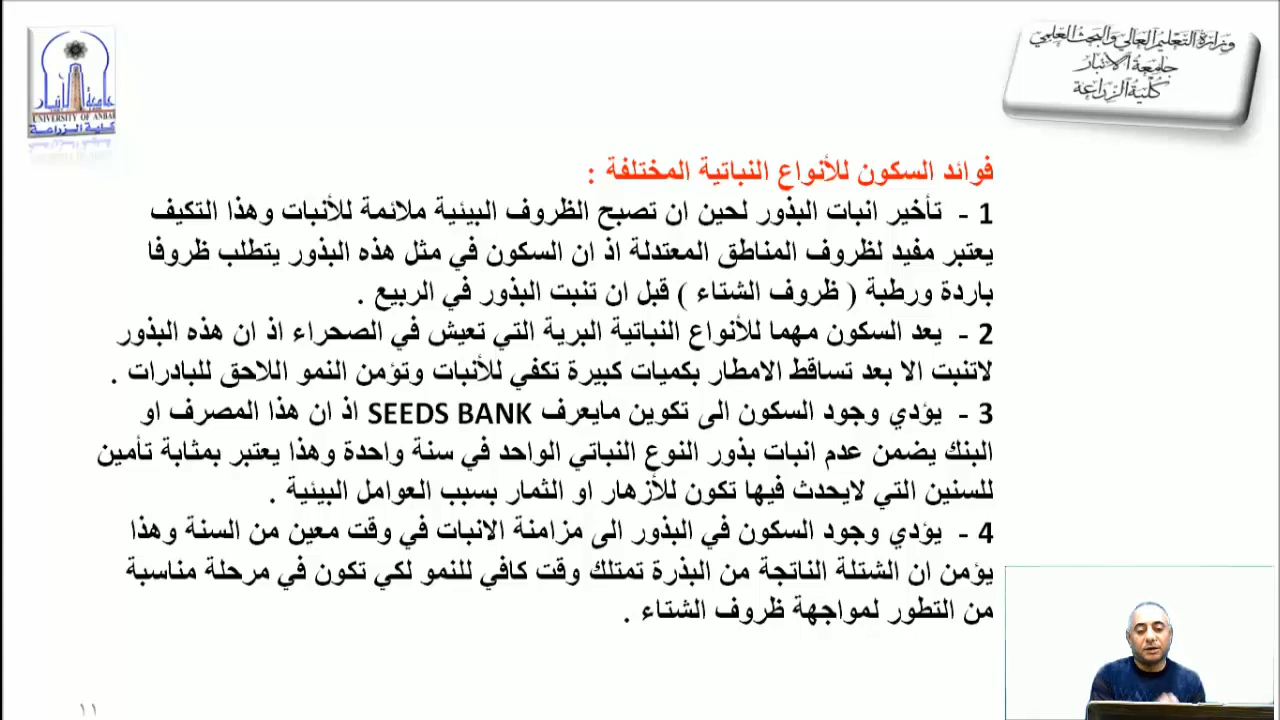 وزارة التعليم العالي والبحث العلمي
جامعة الانبار
كلية الزراعة
جامعة الأنبار
UNIVERSITY OF ANBAR
كلية الزراعة
فوائد السكون للأنواع النباتية المختلفة :
1 - تأخير انبات البذور لحين ان تصبح الظروف البيئية ملائمة للأنبات وهذا التكيف
يعتبر مفيد لظروف المناطق المعتدلة اذ ان السكون في مثل هذه البذور يتطلب ظروفا
باردة ورطبة ( ظروف الشتاء ) قبل ان تنبت البذور في الربيع .
2 - يعد السكون مهما للأنواع النباتية البرية التي تعيش في الصحراء اذ ان هذه البذور
لاتنبت الا بعد تساقط الامطار بكميات كبيرة تكفي للأنبات وتؤمن النمو اللاحق للبادرات .
3 - يؤدي وجود السكون الى تكوين مايعرف SEEDS BANK اذ ان هذا المصرف او
البنك يضمن عدم انبات بذور النوع النباتي الواحد في سنة واحدة وهذا يعتبر بمثابة تأمين
للسنين التي لايحدث فيها تكون للأزهار او الثمار بسبب العوامل البيئية .
4 - يؤدي وجود السكون في البذور الى مزامنة الانبات في وقت معين من السنة وهذا
يؤمن ان الشتلة الناتجة من البذرة تمتلك وقت كافي للنمو لكي تكون في مرحلة مناسبة
من التطور لمواجهة ظروف الشتاء .
١١